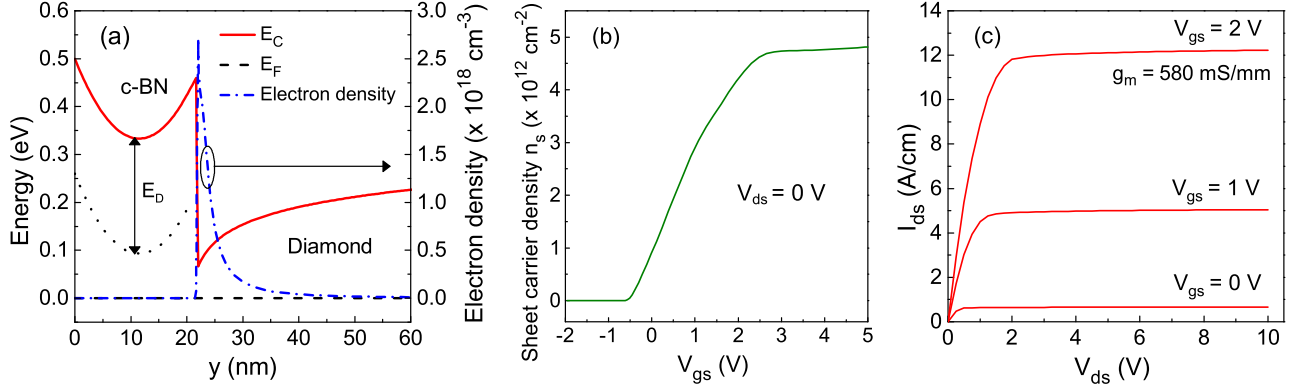 (a)
E_C
E_F
Electron density
c-BN
E_D
Diamond
Energy (eV)
0.6
0.5
0.4
0.3
0.2
0.1
0.0
0 10 20 30 40 50 60
y (nm)
3.0
2.5
2.0
1.5
1.0
0.5
0.0
Electron density (x 10^18 cm^-3)
(b)
V_ds = 0 V
Sheet carrier density n_s (x 10^12 cm^-2)
5
4
3
2
1
0
-2 -1 0 1 2 3 4 5
V_gs (V)
(c)
V_gs = 2 V
g_m = 580 mS/mm
V_gs = 1 V
V_gs = 0 V
I_ds (A/cm)
14
12
10
8
6
4
2
0
0 2 4 6 8 10
V_ds (V)